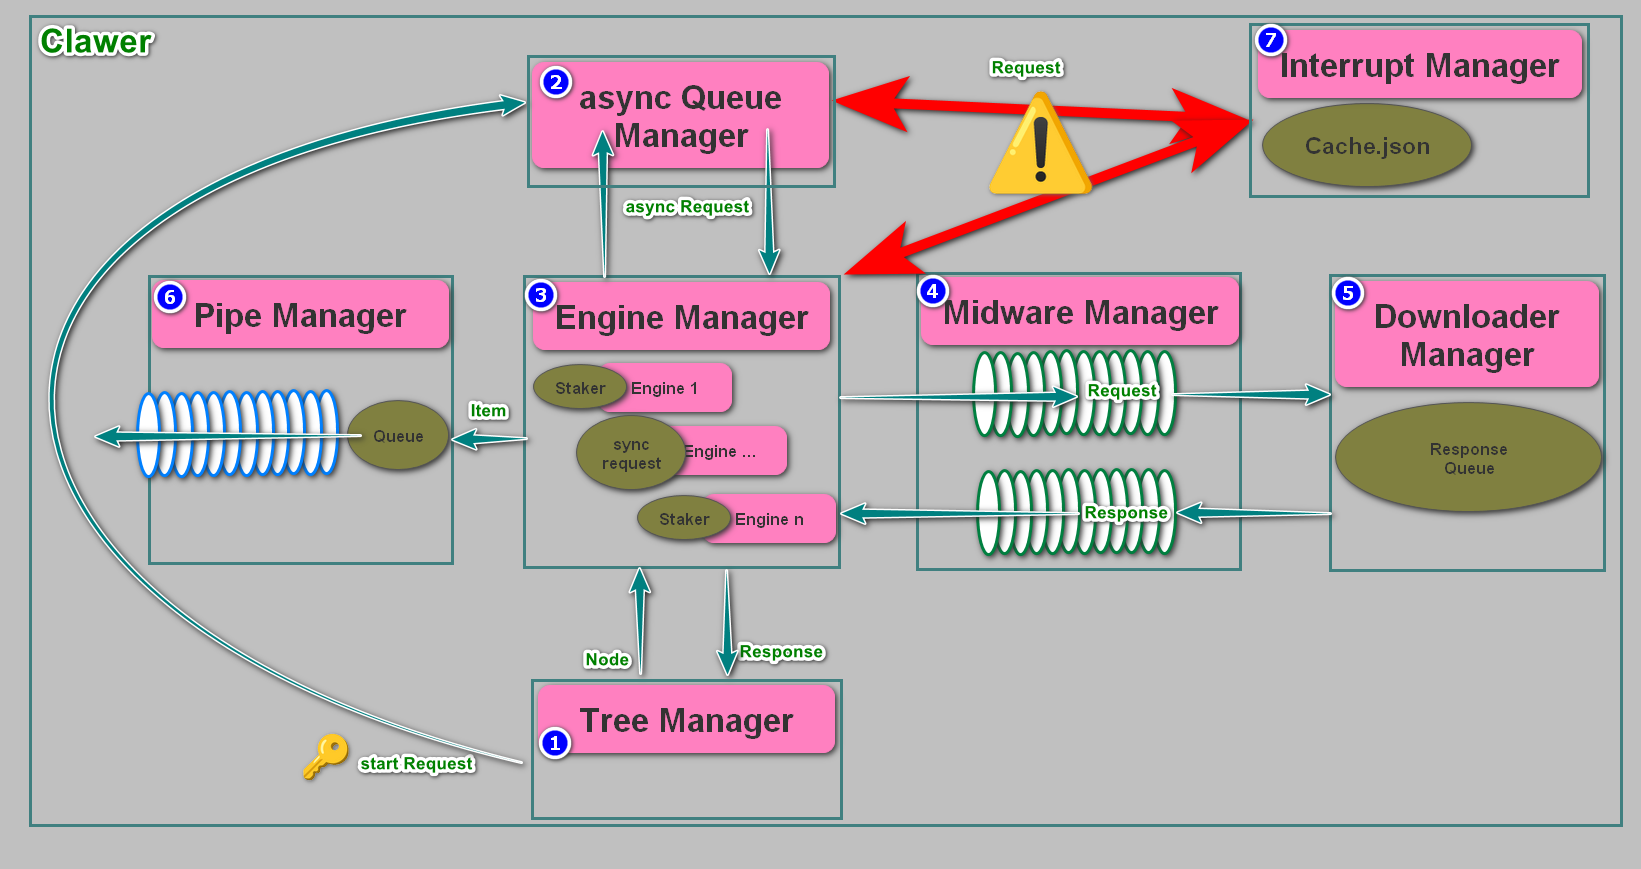 Clawer
2
async Queue
Manager
Request
7
Interrupt Manager
Cache.json
async Request
6
Pipe Manager
Queue
Item
3
Engine Manager
Staker
Engine 1
sync
request
Engine ...
Staker
Engine n
4
Midware Manager
Request
Response
5
Downloader
Manager
Response
Queue
Node
Response
Tree Manager
1
start Request